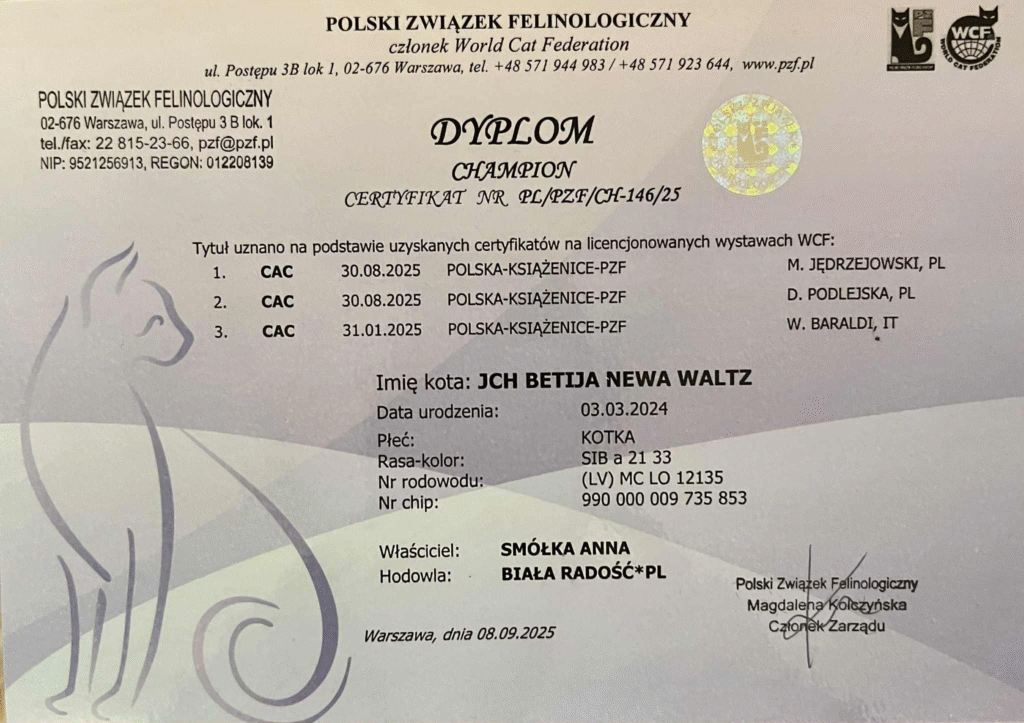 POLSKI ZWIĄZEK FELINOLOGICZNY
członek World Cat Federation
ul. Postępu 3B lok 1, 02-676 Warszawa, tel. +48 571 944 983 / +48 571 923 644, www.pzf.pl
WCF
WORLD CAT FEDERATION
POLSKI ZWIĄZEK FELINOLOGICZNY
02-676 Warszawa, ul. Postępu 3 B lok. 1
tel./fax: 22 815-23-66, pzf@pzf.pl
NIP: 9521256913, REGON: 012208139
DYPLOM
CHAMPION
CERTYFIKAT NR PL/PZF/CH-146/25
Tytuł uznano na podstawie uzyskanych certyfikatów na licencjonowanych wystawach WCF:
1. CAC 30.08.2025 POLSKA-KSIĄŻENICE-PZF M. JĘDRZEJOWSKI, PL
2. CAC 30.08.2025 POLSKA-KSIĄŻENICE-PZF D. PODLEJSKA, PL
3. CAC 31.01.2025 POLSKA-KSIĄŻENICE-PZF W. BARALDI, IT
Imię kota: JCH BETIJA NEWA WALTZ
Data urodzenia: 03.03.2024
Płeć: KOTKA
Rasa-kolor: SIB a 21 33
Nr rodowodu: (LV) MC LO 12135
Nr chip: 990 000 009 735 853
Właściciel: SMÓŁKA ANNA
Hodowla: BIAŁA RADOŚĆ*PL
Polski Związek Felinologiczny
Magdalena Kolczyńska
Członek Zarządu
Warszawa, dnia 08.09.2025